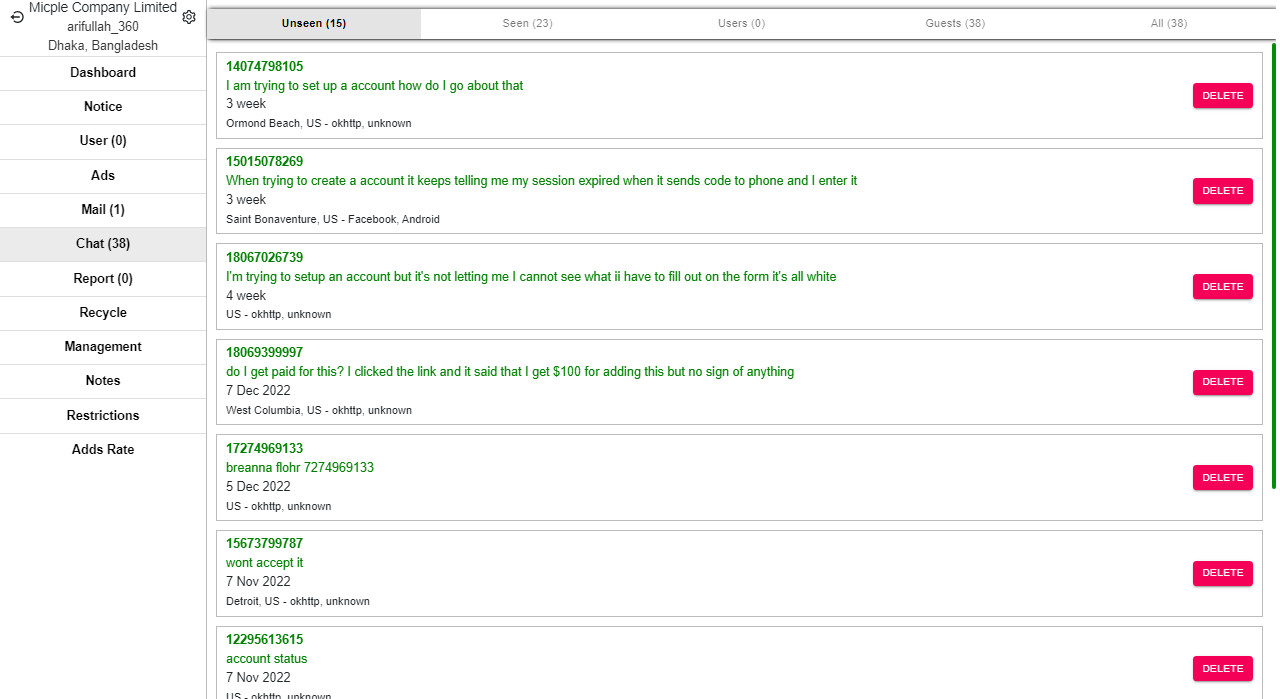 Micple Company Limited
arifullah_360
Dhaka, Bangladesh
Dashboard
Notice
User (0)
Ads
Mail (1)
Chat (38)
Report (0)
Recycle
Management
Notes
Restrictions
Adds Rate
Unseen (15)
Seen (23)
Users (0)
Guests (38)
All (38)
14074798105
I am trying to set up a account how do I go about that
3 week
Ormond Beach, US - okhttp, unknown
DELETE
15015078269
When trying to create a account it keeps telling me my session expired when it sends code to phone and I enter it
3 week
Saint Bonaventure, US - Facebook, Android
DELETE
18067026739
I'm trying to setup an account but it's not letting me I cannot see what ii have to fill out on the form it's all white
4 week
US - okhttp, unknown
DELETE
18069399997
do I get paid for this? I clicked the link and it said that I get $100 for adding this but no sign of anything
7 Dec 2022
West Columbia, US - okhttp, unknown
DELETE
17274969133
breanna flohr 7274969133
5 Dec 2022
US - okhttp, unknown
DELETE
15673799787
wont accept it
7 Nov 2022
Detroit, US - okhttp, unknown
DELETE
12295613615
account status
7 Nov 2022
US - okhttp, unknown
DELETE